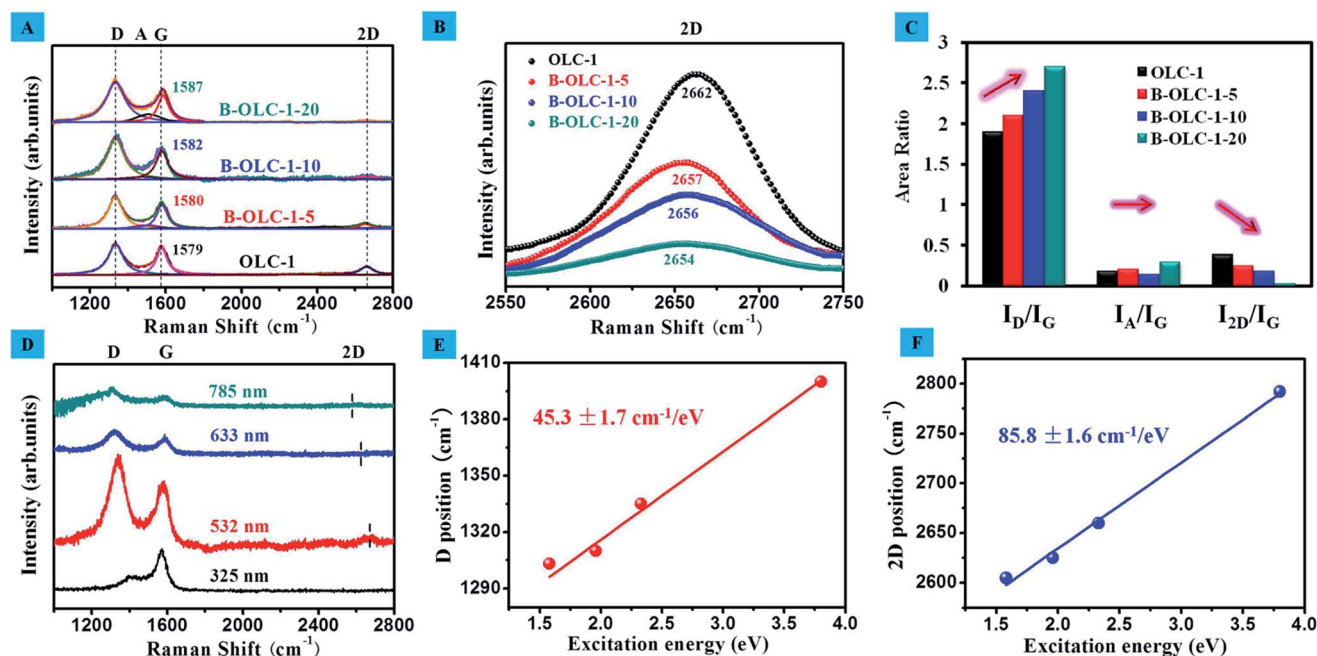 A
D A G 2D
1587
B-OLC-1-20
1582
B-OLC-1-10
1580
B-OLC-1-5
1579
OLC-1
Intensity (arb.units)
1200 1600 2000 2400 2800
Raman Shift (cm⁻¹)
B
2D
OLC-1
B-OLC-1-5
B-OLC-1-10
B-OLC-1-20
2662
2657
2656
2654
Intensity (arb.units)
2550 2600 2650 2700 2750
Raman Shift (cm⁻¹)
C
3
2.5
2
1.5
1
0.5
0
Area Ratio
OLC-1
B-OLC-1-5
B-OLC-1-10
B-OLC-1-20
I_D/I_G I_A/I_G I_2D/I_G
D
D G 2D
785 nm
633 nm
532 nm
325 nm
Intensity (arb.units)
1200 1600 2000 2400 2800
Raman Shift (cm⁻¹)
E
1410
1380
1350
1320
1290
D position (cm⁻¹)
45.3 ±1.7 cm⁻¹/eV
1.5 2.0 2.5 3.0 3.5 4.0
Excitation energy (eV)
F
2800
2750
2700
2650
2600
2D position (cm⁻¹)
85.8 ±1.6 cm⁻¹/eV
1.5 2.0 2.5 3.0 3.5 4.0
Excitation energy (eV)